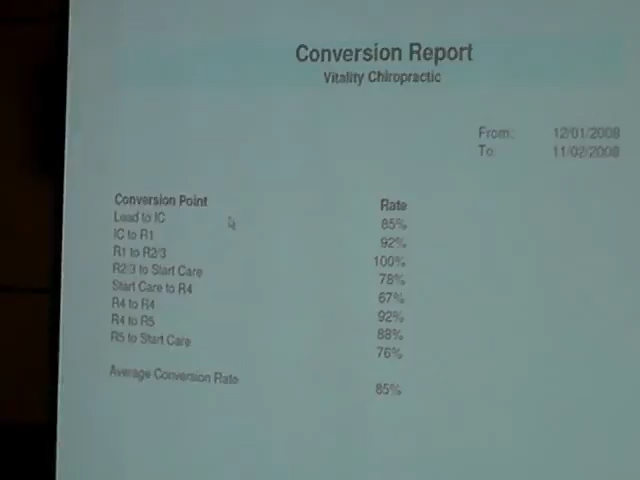 Conversion Report
Vitality Chiropractic
From: 12/01/2008
To: 11/02/2008
Conversion Point Rate
Lead to IC 85%
IC to R1 92%
R1 to R2/3 100%
R2/3 to Start Care 78%
Start Care to R4 67%
R4 to R4 92%
R4 to R5 88%
R5 to Start Care 76%
Average Conversion Rate 85%